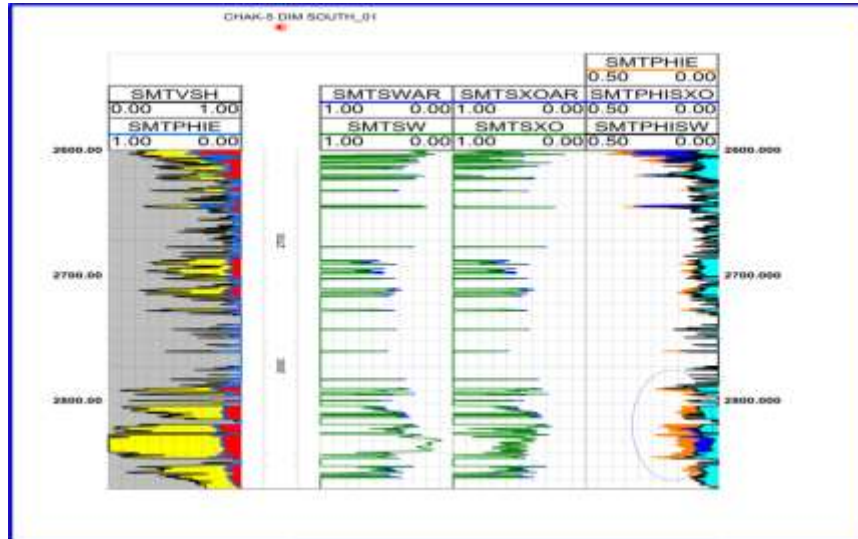 CHAK-5 DIM SOUTH_01
SMTPHIE
0.50 0.00
SMTVSH SMTSWAR SMTSXOAR SMTPHISXO
0.00 1.00 1.00 0.00 1.00 0.00 0.50 0.00
SMTPHIE SMTSW SMTSXO SMTPHISW
1.00 0.00 1.00 0.00 1.00 0.00 0.50 0.00
2600.00 2600.000
2700.00 2700.000
2800.00 2800.000